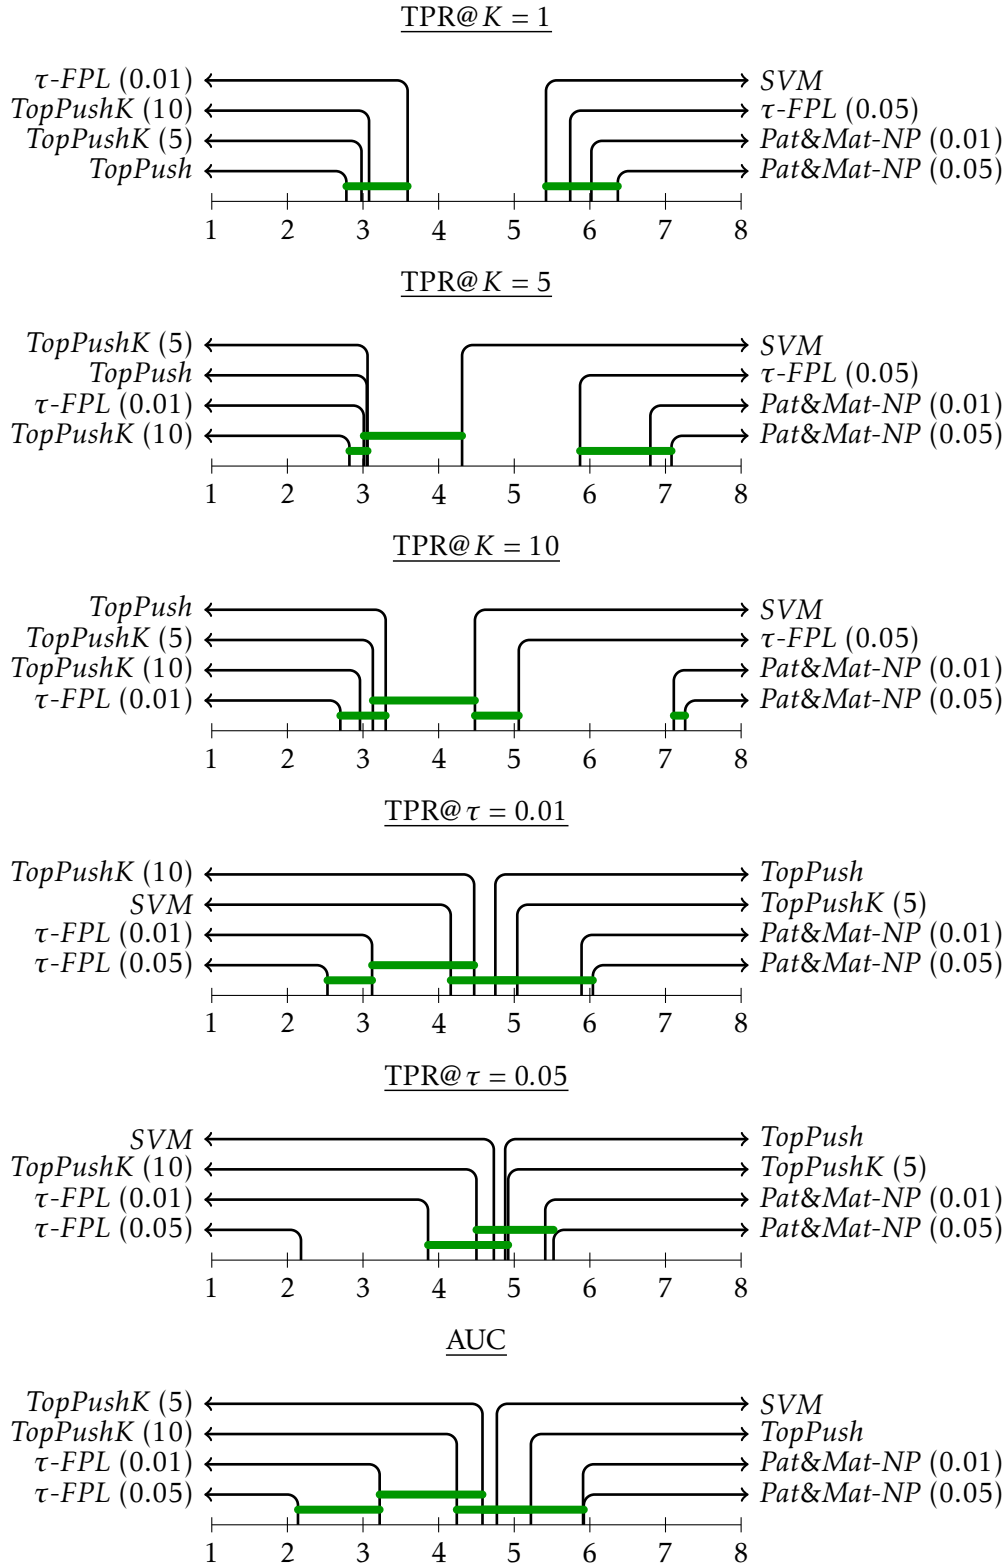 TPR@K = 1
τ-FPL (0.01) SVM
TopPushK (10) τ-FPL (0.05)
TopPushK (5) Pat&Mat-NP (0.01)
TopPush Pat&Mat-NP (0.05)
1 2 3 4 5 6 7 8
TPR@K = 5
TopPushK (5) SVM
TopPush τ-FPL (0.05)
τ-FPL (0.01) Pat&Mat-NP (0.01)
TopPushK (10) Pat&Mat-NP (0.05)
1 2 3 4 5 6 7 8
TPR@K = 10
TopPush SVM
TopPushK (5) τ-FPL (0.05)
TopPushK (10) Pat&Mat-NP (0.01)
τ-FPL (0.01) Pat&Mat-NP (0.05)
1 2 3 4 5 6 7 8
TPR@τ = 0.01
TopPushK (10) TopPush
SVM TopPushK (5)
τ-FPL (0.01) Pat&Mat-NP (0.01)
τ-FPL (0.05) Pat&Mat-NP (0.05)
1 2 3 4 5 6 7 8
TPR@τ = 0.05
SVM TopPush
TopPushK (10) TopPushK (5)
τ-FPL (0.01) Pat&Mat-NP (0.01)
τ-FPL (0.05) Pat&Mat-NP (0.05)
1 2 3 4 5 6 7 8
AUC
TopPushK (5) SVM
TopPushK (10) TopPush
τ-FPL (0.01) Pat&Mat-NP (0.01)
τ-FPL (0.05) Pat&Mat-NP (0.05)
1 2 3 4 5 6 7 8